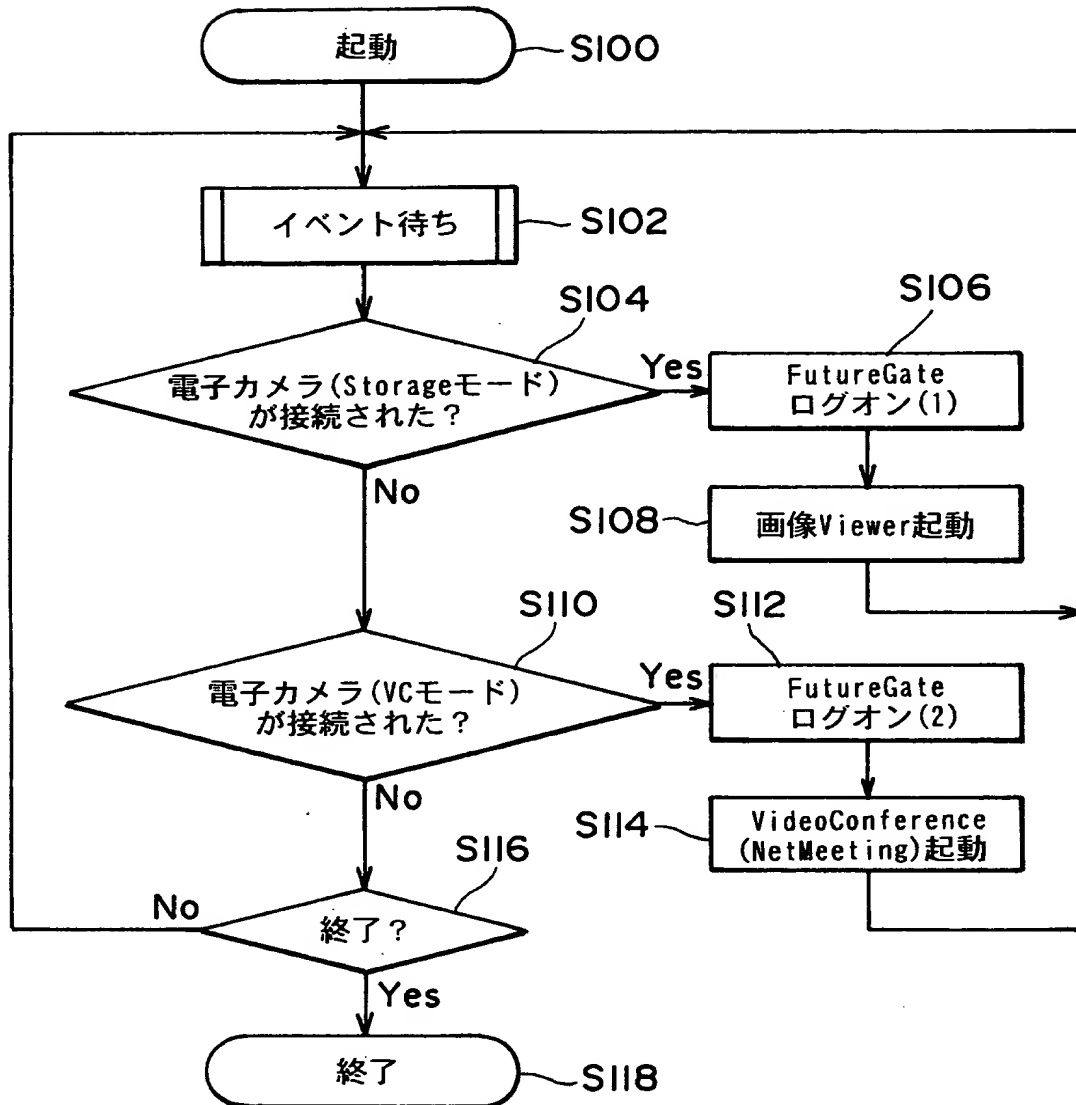 起動
S100
イベント待ち
S102
S104
電子カメラ(Storageモード)
が接続された？
Yes
No
S106
FutureGate
ログオン(1)
S108
画像Viewer起動
S110
電子カメラ(VCモード)
が接続された？
Yes
No
S112
FutureGate
ログオン(2)
S114
VideoConference
(NetMeeting)起動
S116
終了？
No
Yes
終了
S118